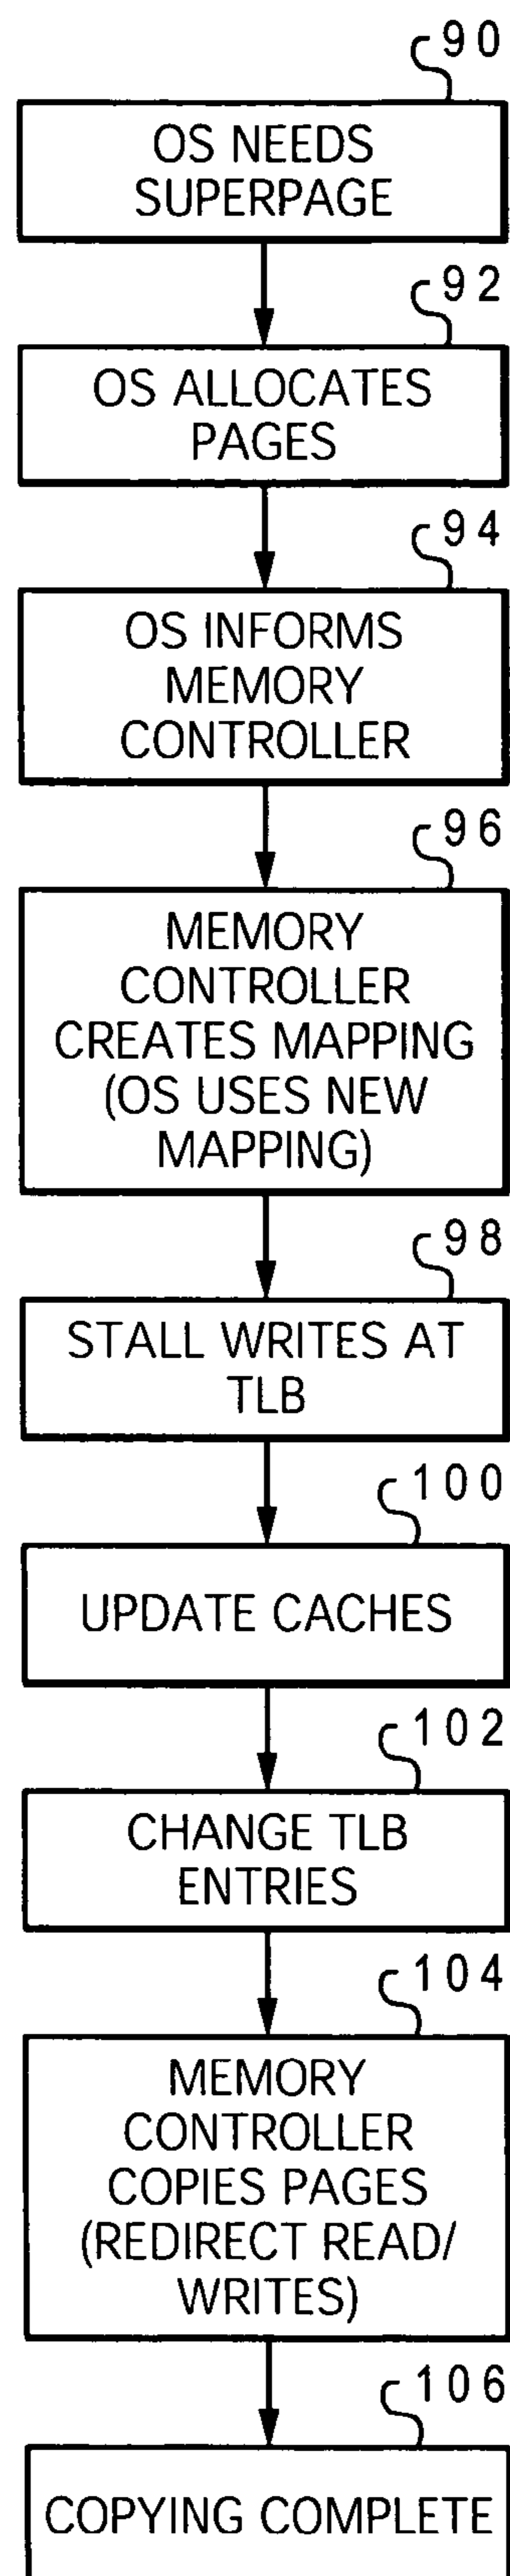 90
OS NEEDS
SUPERPAGE
92
OS ALLOCATES
PAGES
94
OS INFORMS
MEMORY
CONTROLLER
96
MEMORY
CONTROLLER
CREATES MAPPING
(OS USES NEW
MAPPING)
98
STALL WRITES AT
TLB
100
UPDATE CACHES
102
CHANGE TLB
ENTRIES
104
MEMORY
CONTROLLER
COPIES PAGES
(REDIRECT READ/
WRITES)
106
COPYING COMPLETE